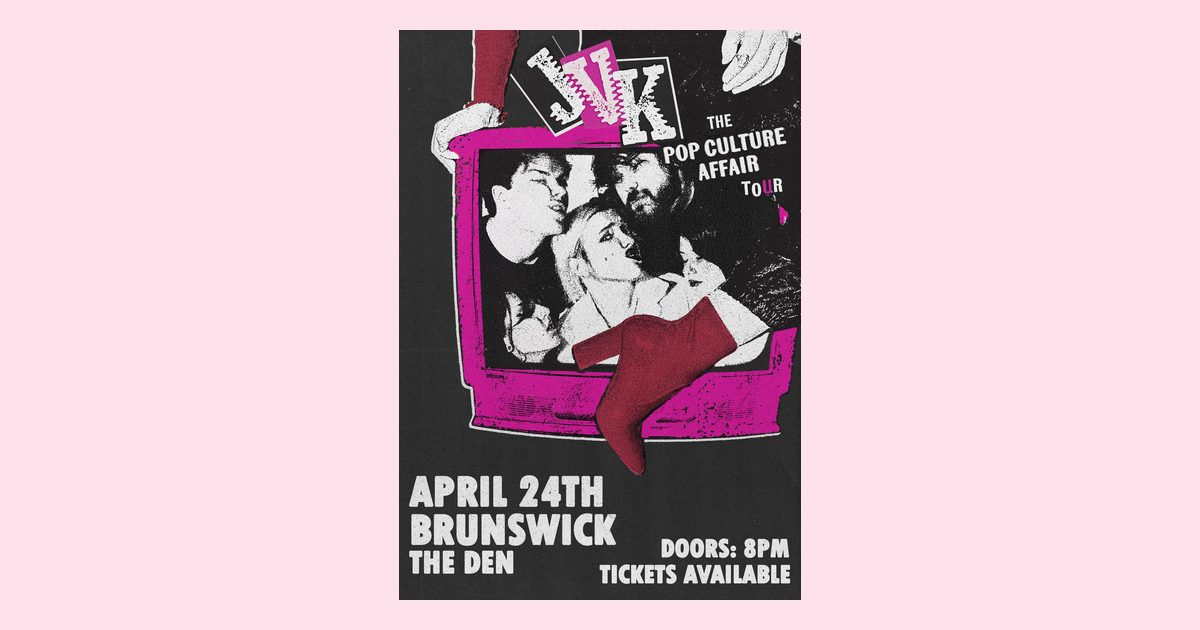 JVK
THE
POP CULTURE
AFFAIR
TOUR
APRIL 24TH
BRUNSWICK
THE DEN
DOORS: 8PM
TICKETS AVAILABLE